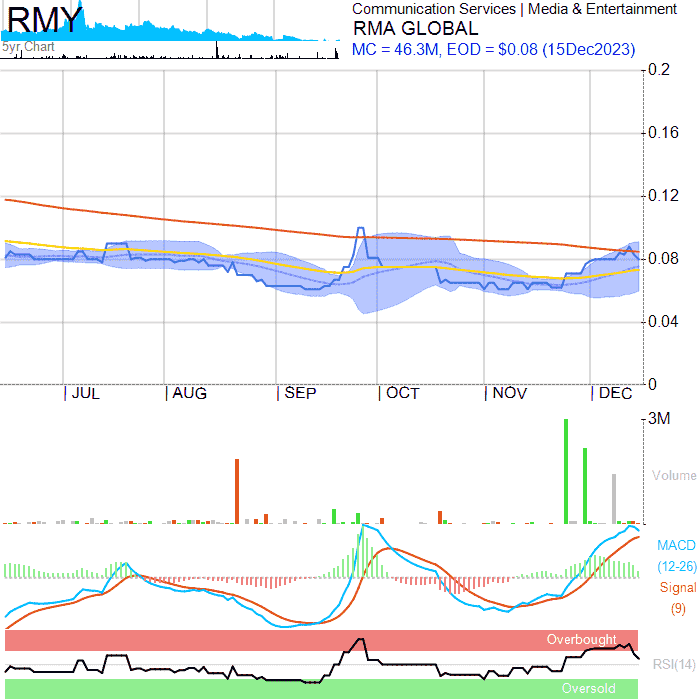 RMY
5yr Chart
Communication Services | Media & Entertainment
RMA GLOBAL
MC = 46.3M, EOD = $0.08 (15Dec2023)
0.2
0.16
0.12
0.08
0.04
0
JUL AUG SEP OCT NOV DEC
3M
Volume
MACD
(12-26)
Signal
(9)
Overbought
RSI(14)
Oversold